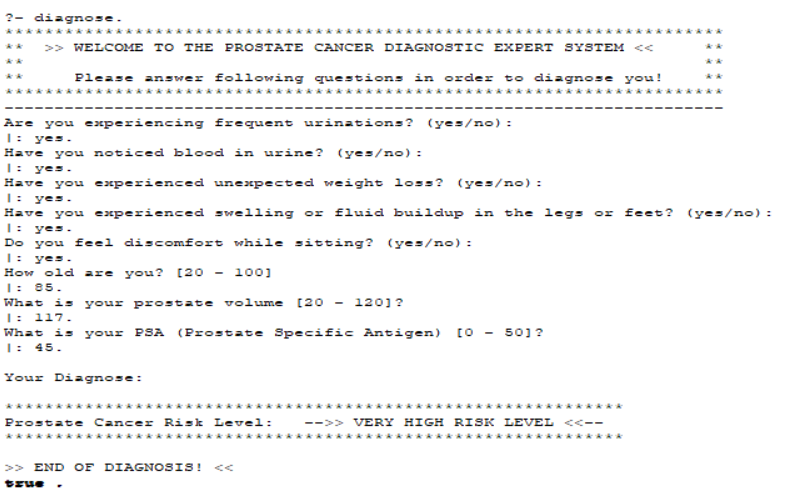 ?- diagnose.
************************************************************************
**  >> WELCOME TO THE PROSTATE CANCER DIAGNOSTIC EXPERT SYSTEM <<     **
**                                                                    **
**     Please answer following questions in order to diagnose you!    **
************************************************************************
------------------------------------------------------------------------
Are you experiencing frequent urinations? (yes/no):
|: yes.
Have you noticed blood in urine? (yes/no):
|: yes.
Have you experienced unexpected weight loss? (yes/no):
|: yes.
Have you experienced swelling or fluid buildup in the legs or feet? (yes/no):
|: yes.
Do you feel discomfort while sitting? (yes/no):
|: yes.
How old are you? [20 - 100]
|: 85.
What is your prostate volume [20 - 120]?
|: 117.
What is your PSA (Prostate Specific Antigen) [0 - 50]?
|: 45.
Your Diagnose:
**************************************************************
Prostate Cancer Risk Level:   -->> VERY HIGH RISK LEVEL <<--
**************************************************************
>> END OF DIAGNOSIS! <<
true .